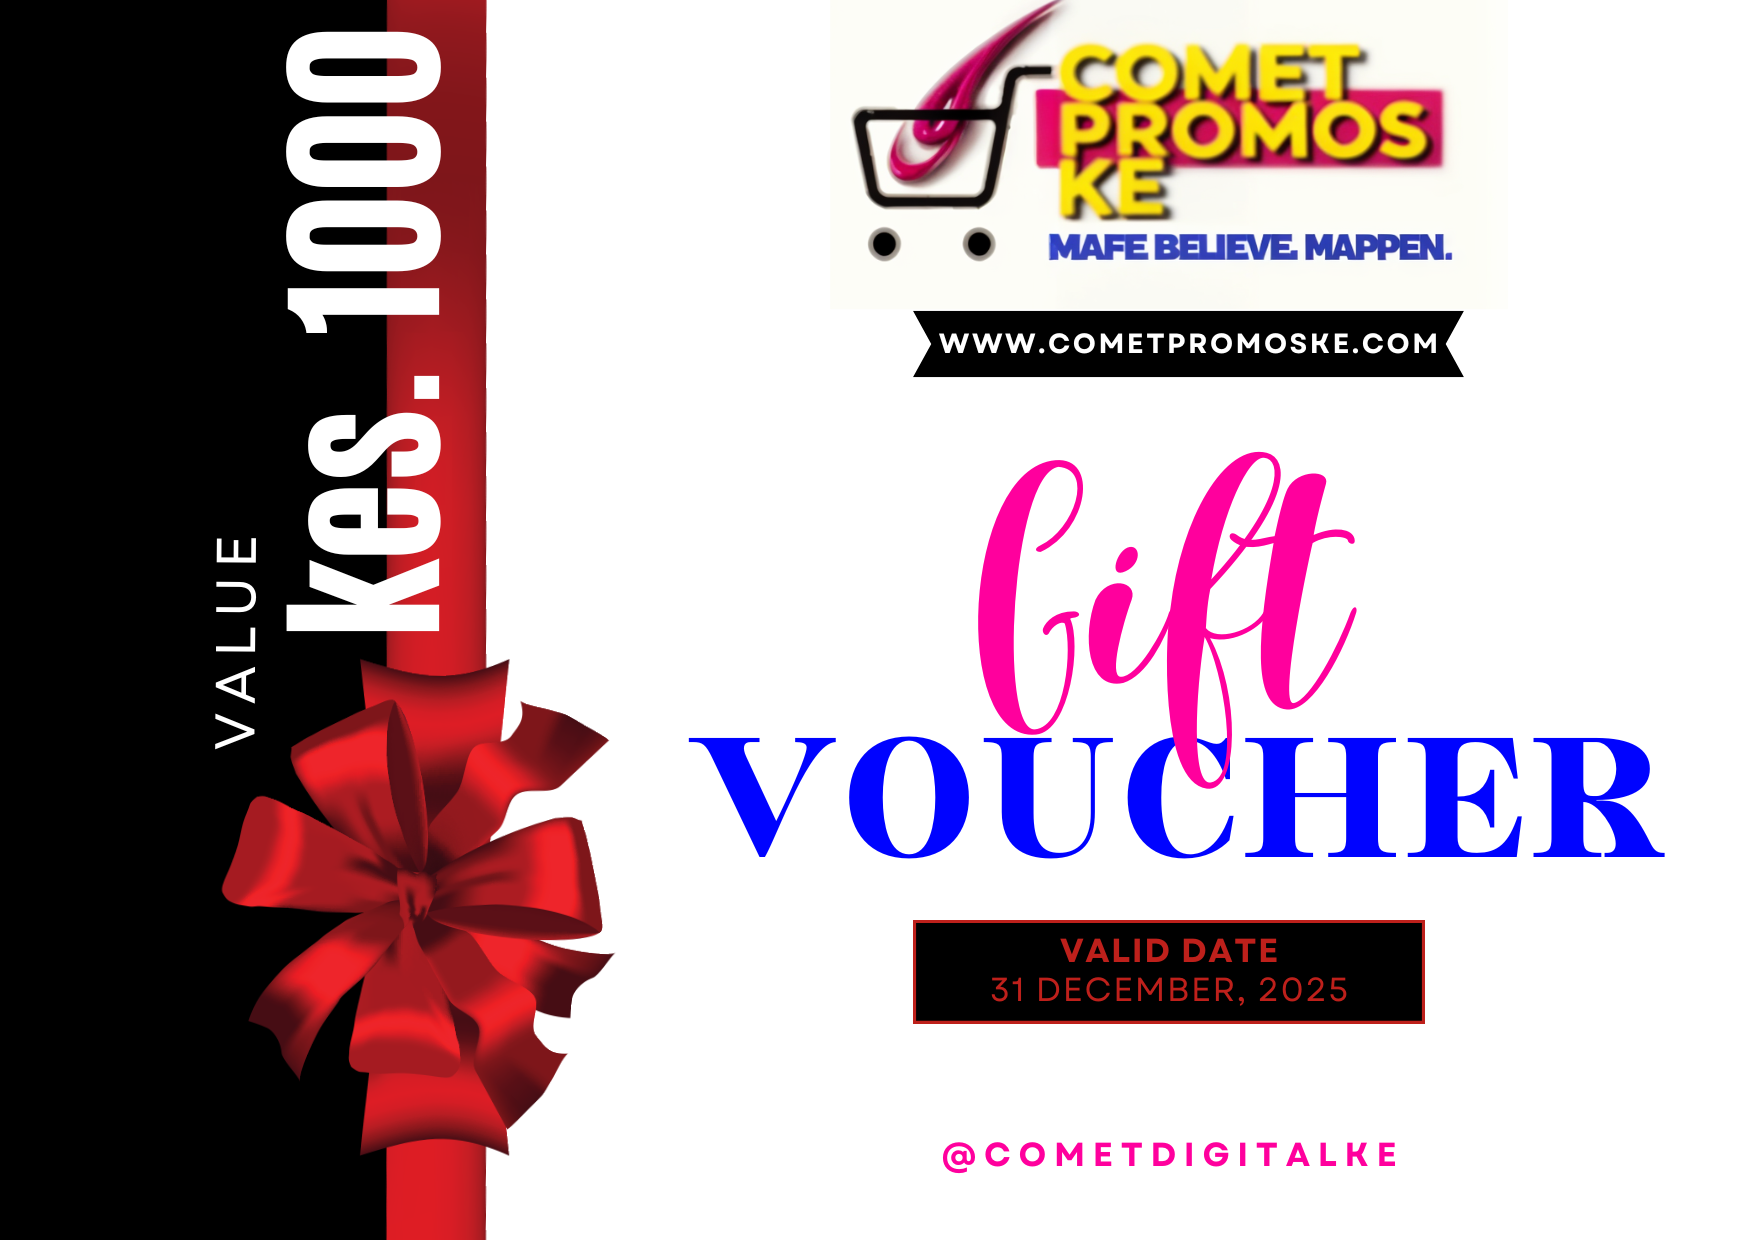 VALUE
kes. 1000
COMET
PROMOS
KE
MAFE BELIEVE. MAPPEN.
WWW.COMETPROMOSKE.COM
Gift
VOUCHER
VALID DATE
31 DECEMBER, 2025
@COMETDIGITALKE